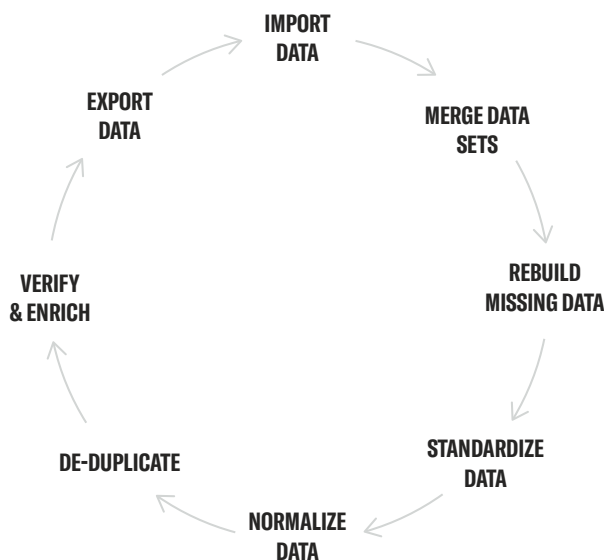 IMPORT
DATA
MERGE DATA
SETS
REBUILD
MISSING DATA
STANDARDIZE
DATA
NORMALIZE
DATA
DE-DUPLICATE
VERIFY
& ENRICH
EXPORT
DATA